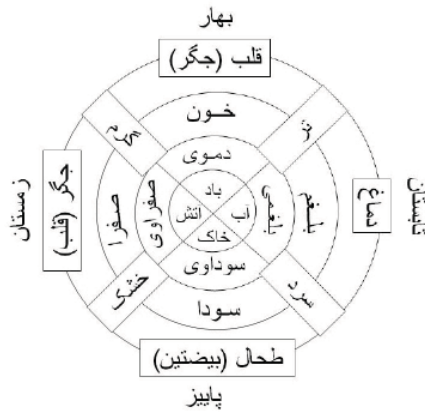 بهار
قلب (جگر)
خون
تر
گرم
دموی
باد
زمستان
جگر (قلب)
صفرا
صفراوی
آتش
آب
بلغمی
بلغم
دماغ
تابستان
خاک
سوداوی
خشک
سرد
سودا
طحال (بیضتین)
پاییز